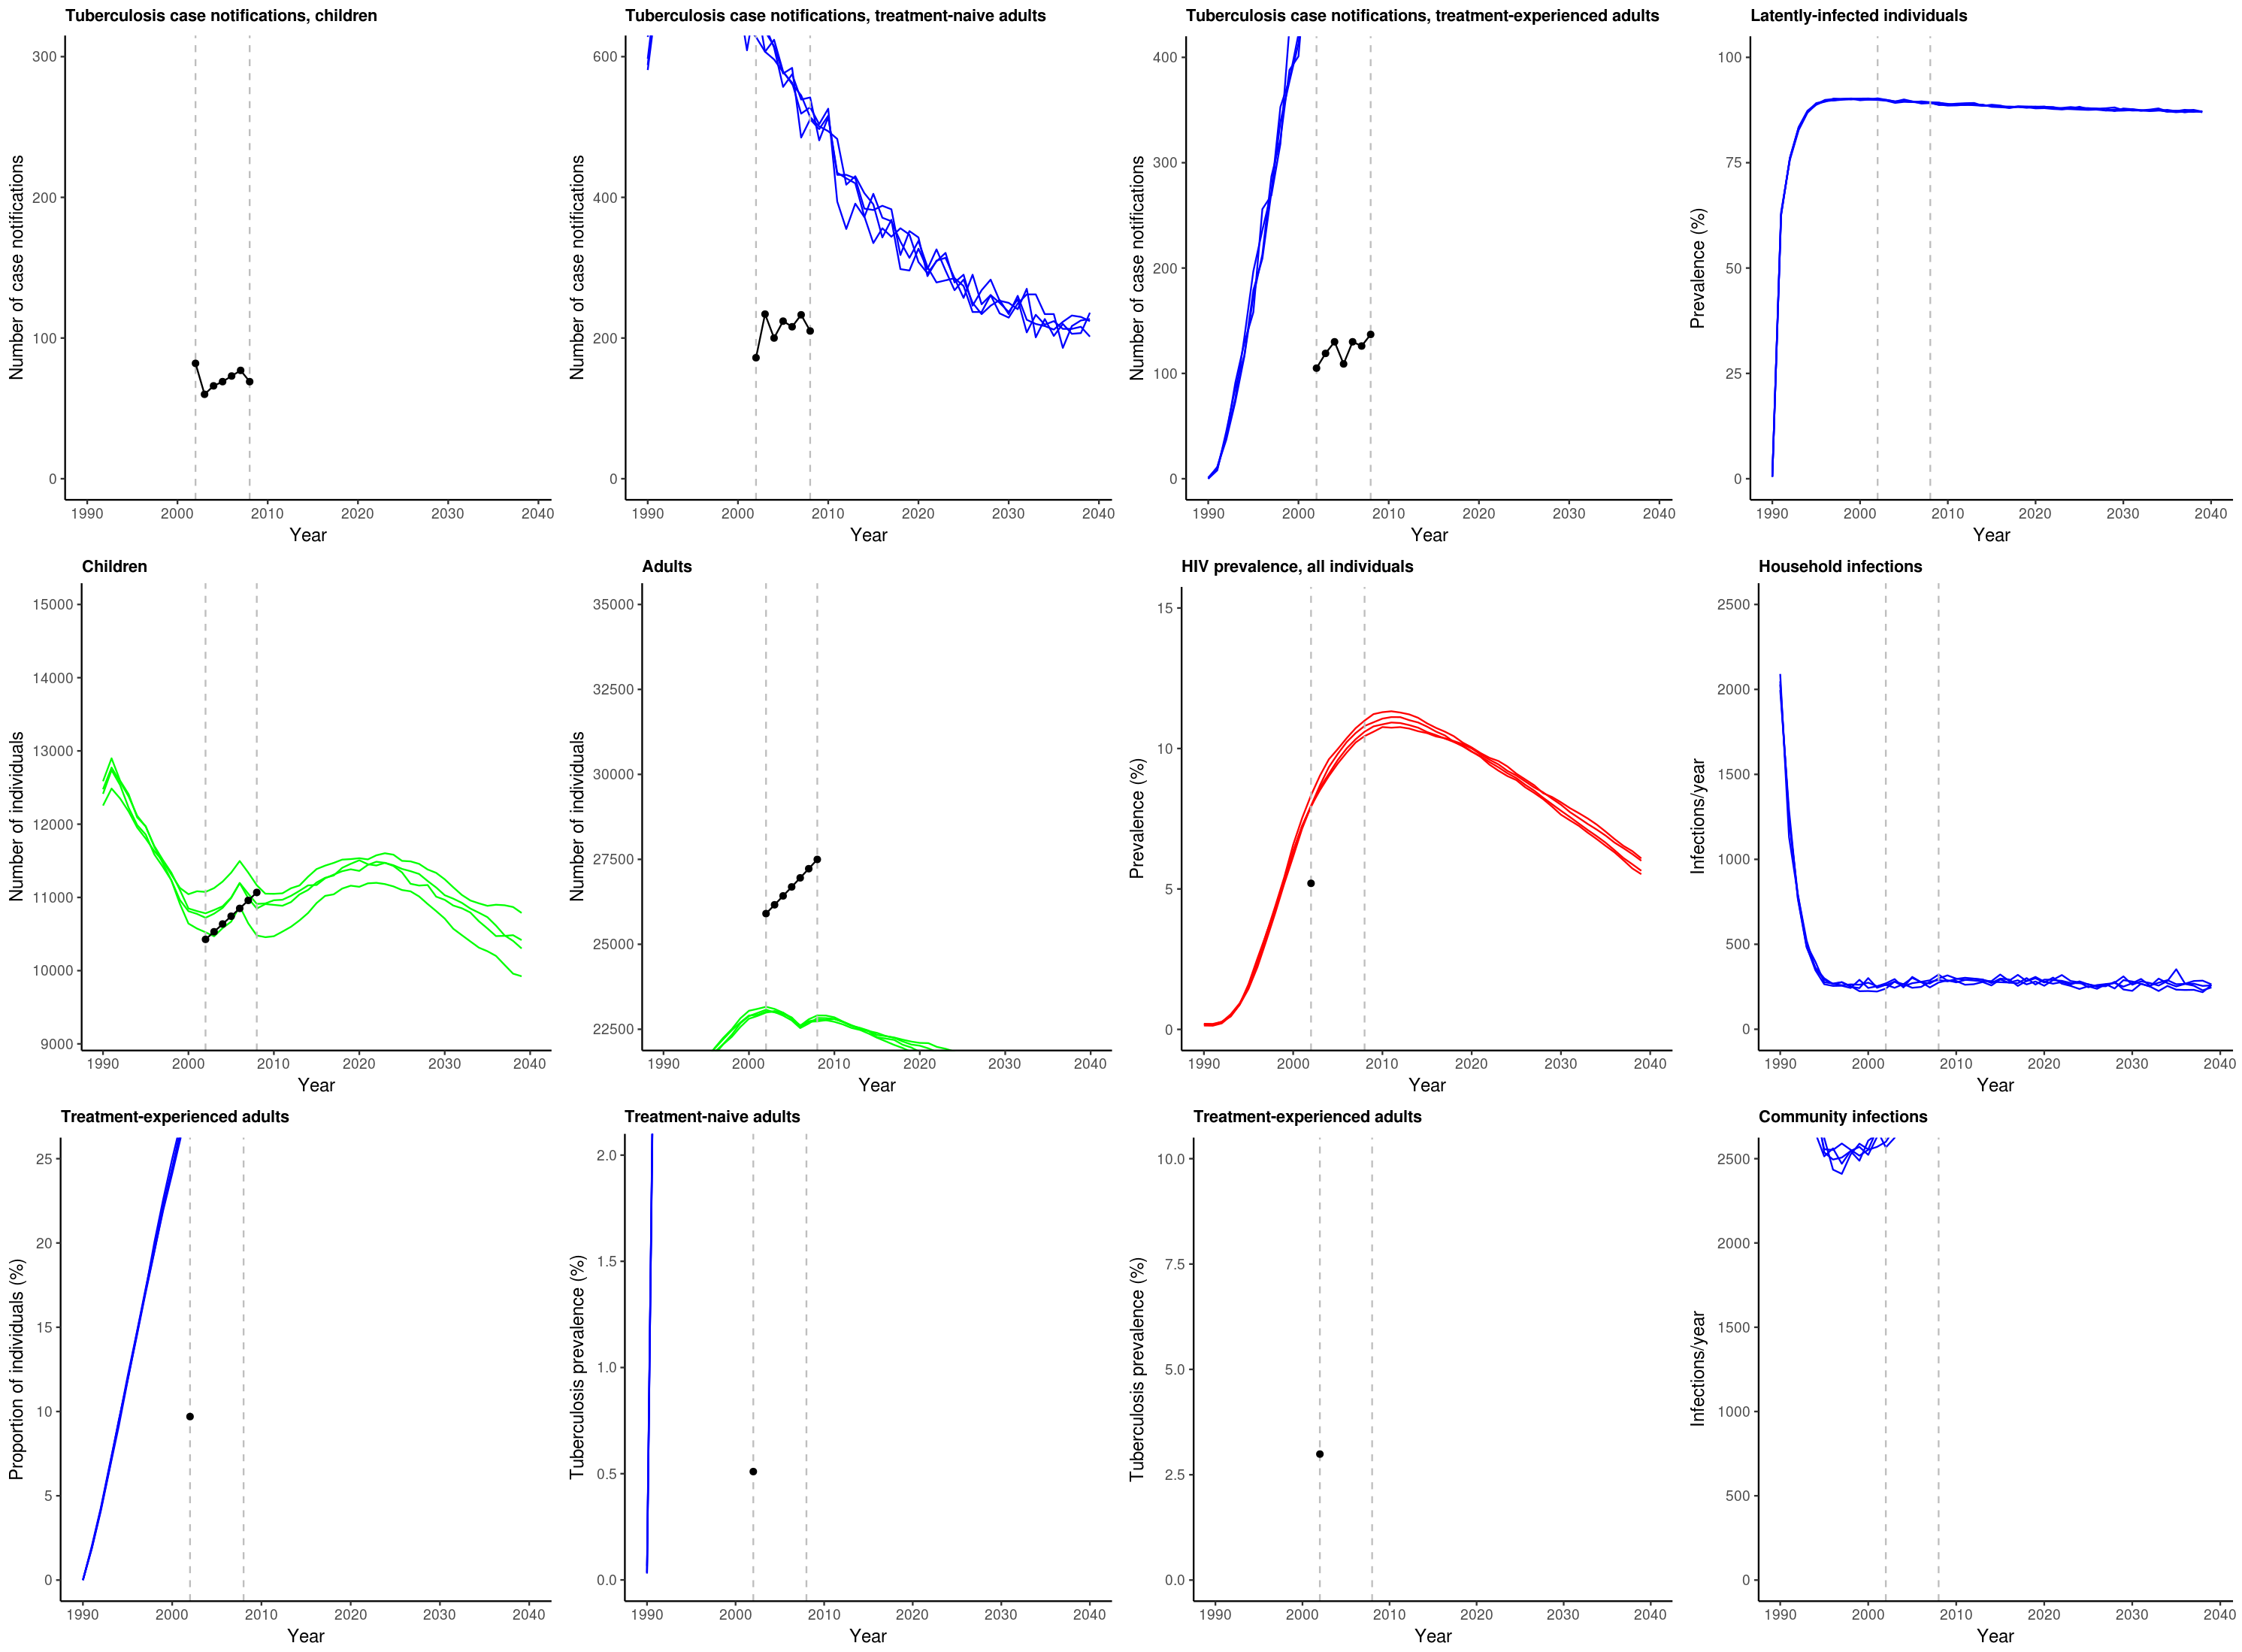 Tuberculosis case notifications, children
Number of case notifications
300
200
100
0
1990 2000 2010 2020 2030 2040
Year
Tuberculosis case notifications, treatment-naive adults
Number of case notifications
600
400
200
0
1990 2000 2010 2020 2030 2040
Year
Tuberculosis case notifications, treatment-experienced adults
Number of case notifications
400
300
200
100
0
1990 2000 2010 2020 2030 2040
Year
Latently-infected individuals
Prevalence (%)
100
75
50
25
0
1990 2000 2010 2020 2030 2040
Year
Children
Number of individuals
15000
14000
13000
12000
11000
10000
9000
1990 2000 2010 2020 2030 2040
Year
Adults
Number of individuals
35000
32500
30000
27500
25000
22500
1990 2000 2010 2020 2030 2040
Year
HIV prevalence, all individuals
Prevalence (%)
15
10
5
0
1990 2000 2010 2020 2030 2040
Year
Household infections
Infections/year
2500
2000
1500
1000
500
0
1990 2000 2010 2020 2030 2040
Year
Treatment-experienced adults
Proportion of individuals (%)
25
20
15
10
5
0
1990 2000 2010 2020 2030 2040
Year
Treatment-naive adults
Tuberculosis prevalence (%)
2.0
1.5
1.0
0.5
0.0
1990 2000 2010 2020 2030 2040
Year
Treatment-experienced adults
Tuberculosis prevalence (%)
10.0
7.5
5.0
2.5
0.0
1990 2000 2010 2020 2030 2040
Year
Community infections
Infections/year
2500
2000
1500
1000
500
0
1990 2000 2010 2020 2030 2040
Year